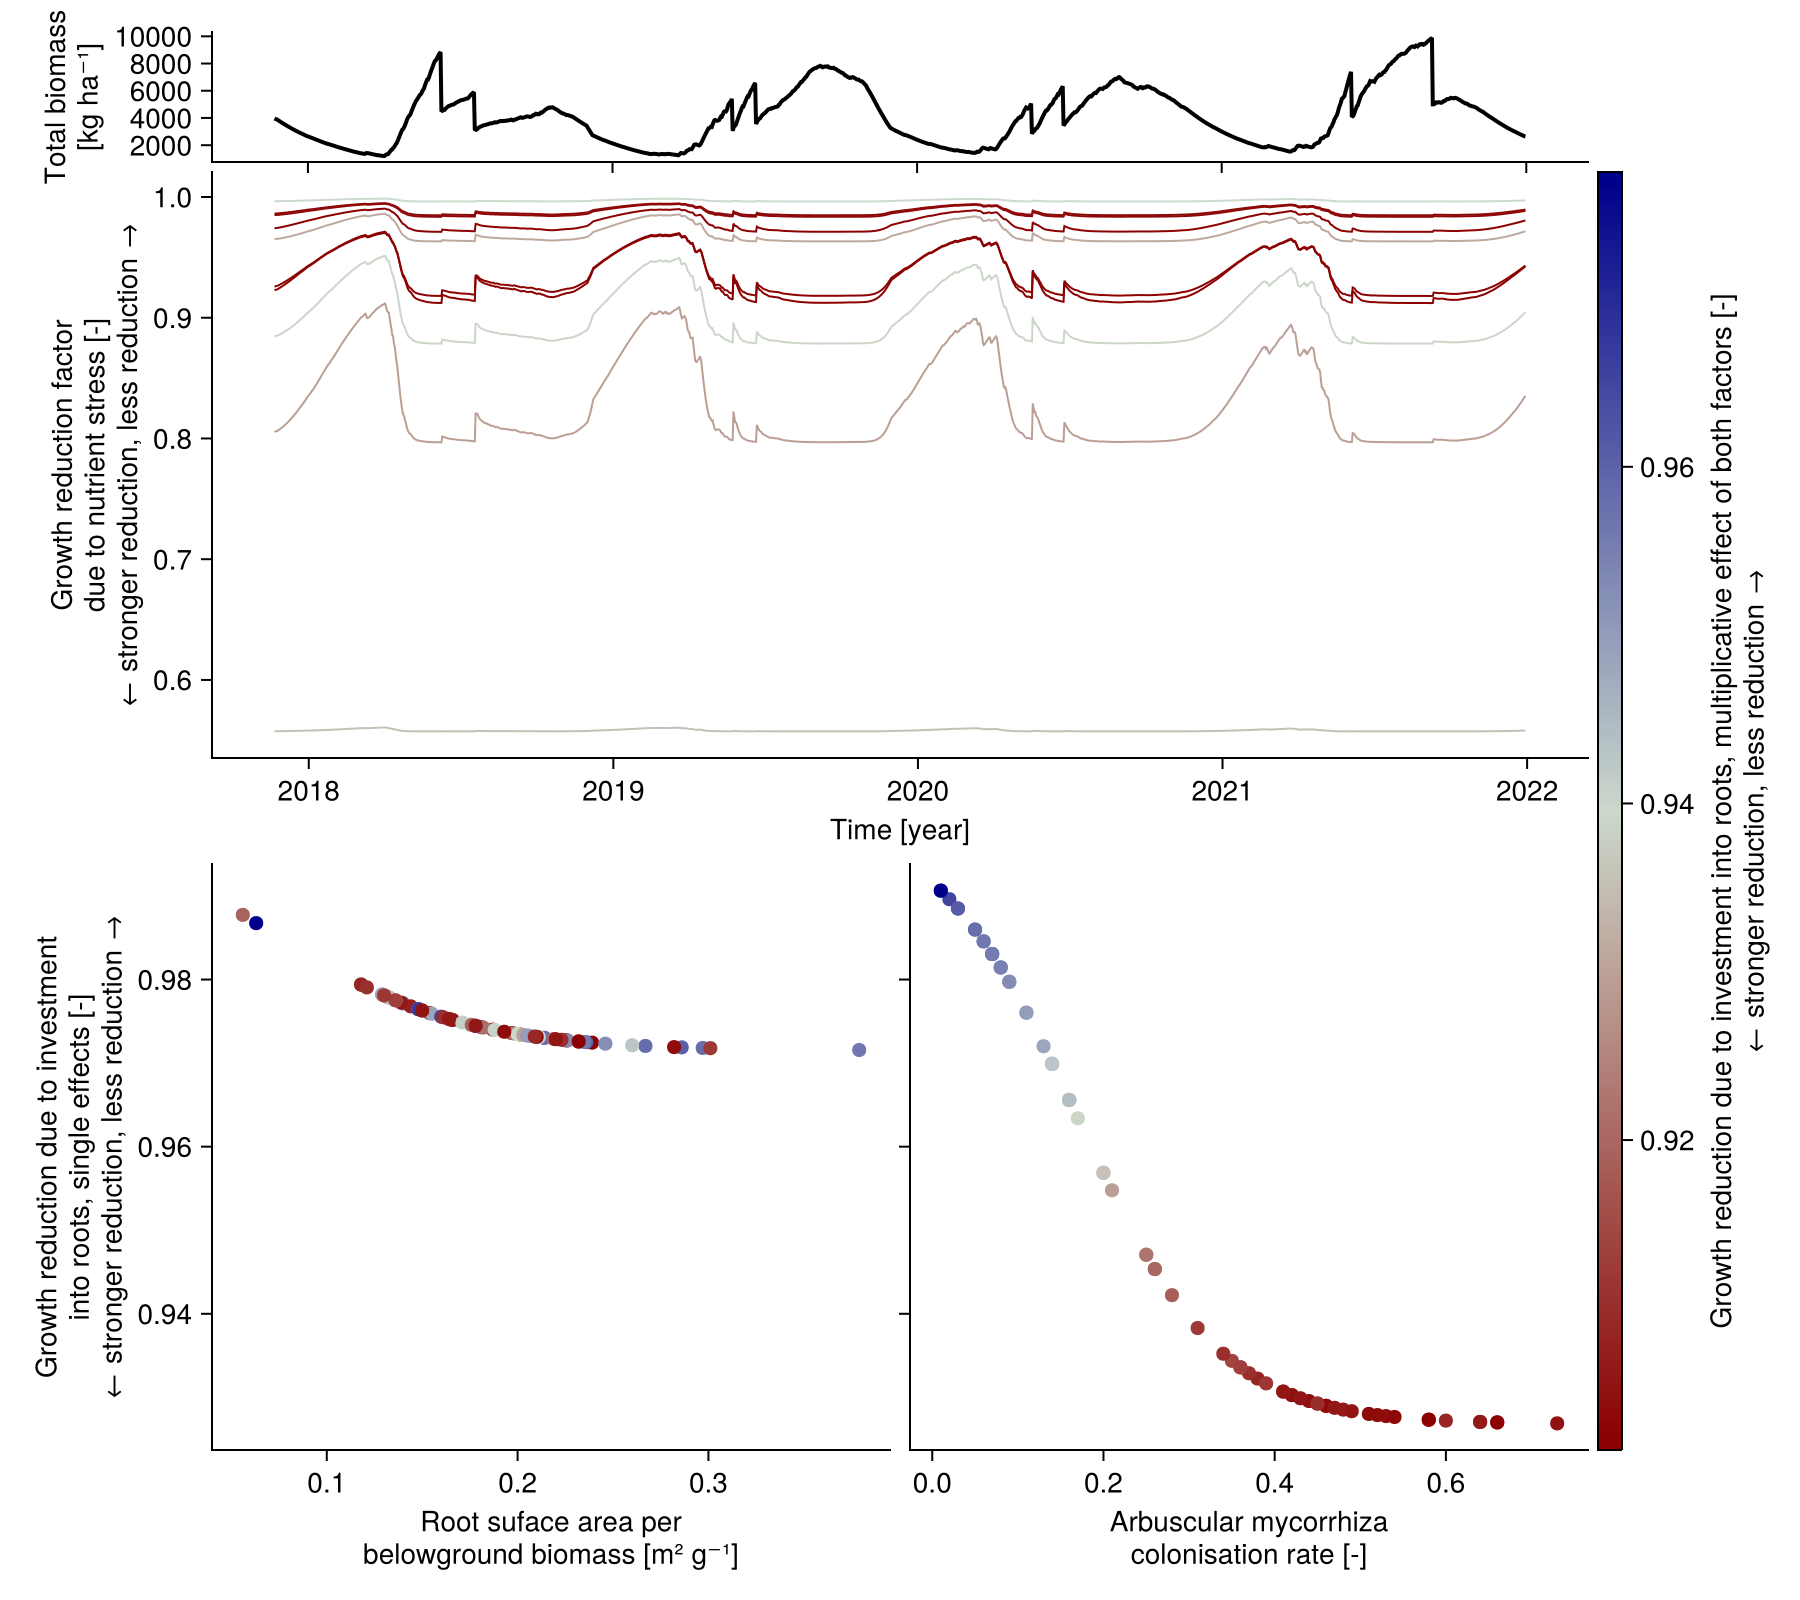 Total biomass
[kg ha⁻¹]
10000
8000
6000
4000
2000
Growth reduction factor
due to nutrient stress [-]
← stronger reduction, less reduction →
1.0
0.9
0.8
0.7
0.6
2018
2019
2020
2021
2022
Time [year]
Growth reduction due to investment
into roots, single effects [-]
← stronger reduction, less reduction →
0.98
0.96
0.94
0.1
0.2
0.3
Root suface area per
belowground biomass [m² g⁻¹]
0.0
0.2
0.4
0.6
Arbuscular mycorrhiza
colonisation rate [-]
0.96
0.94
0.92
Growth reduction due to investment into roots, multiplicative effect of both factors [-]
← stronger reduction, less reduction →